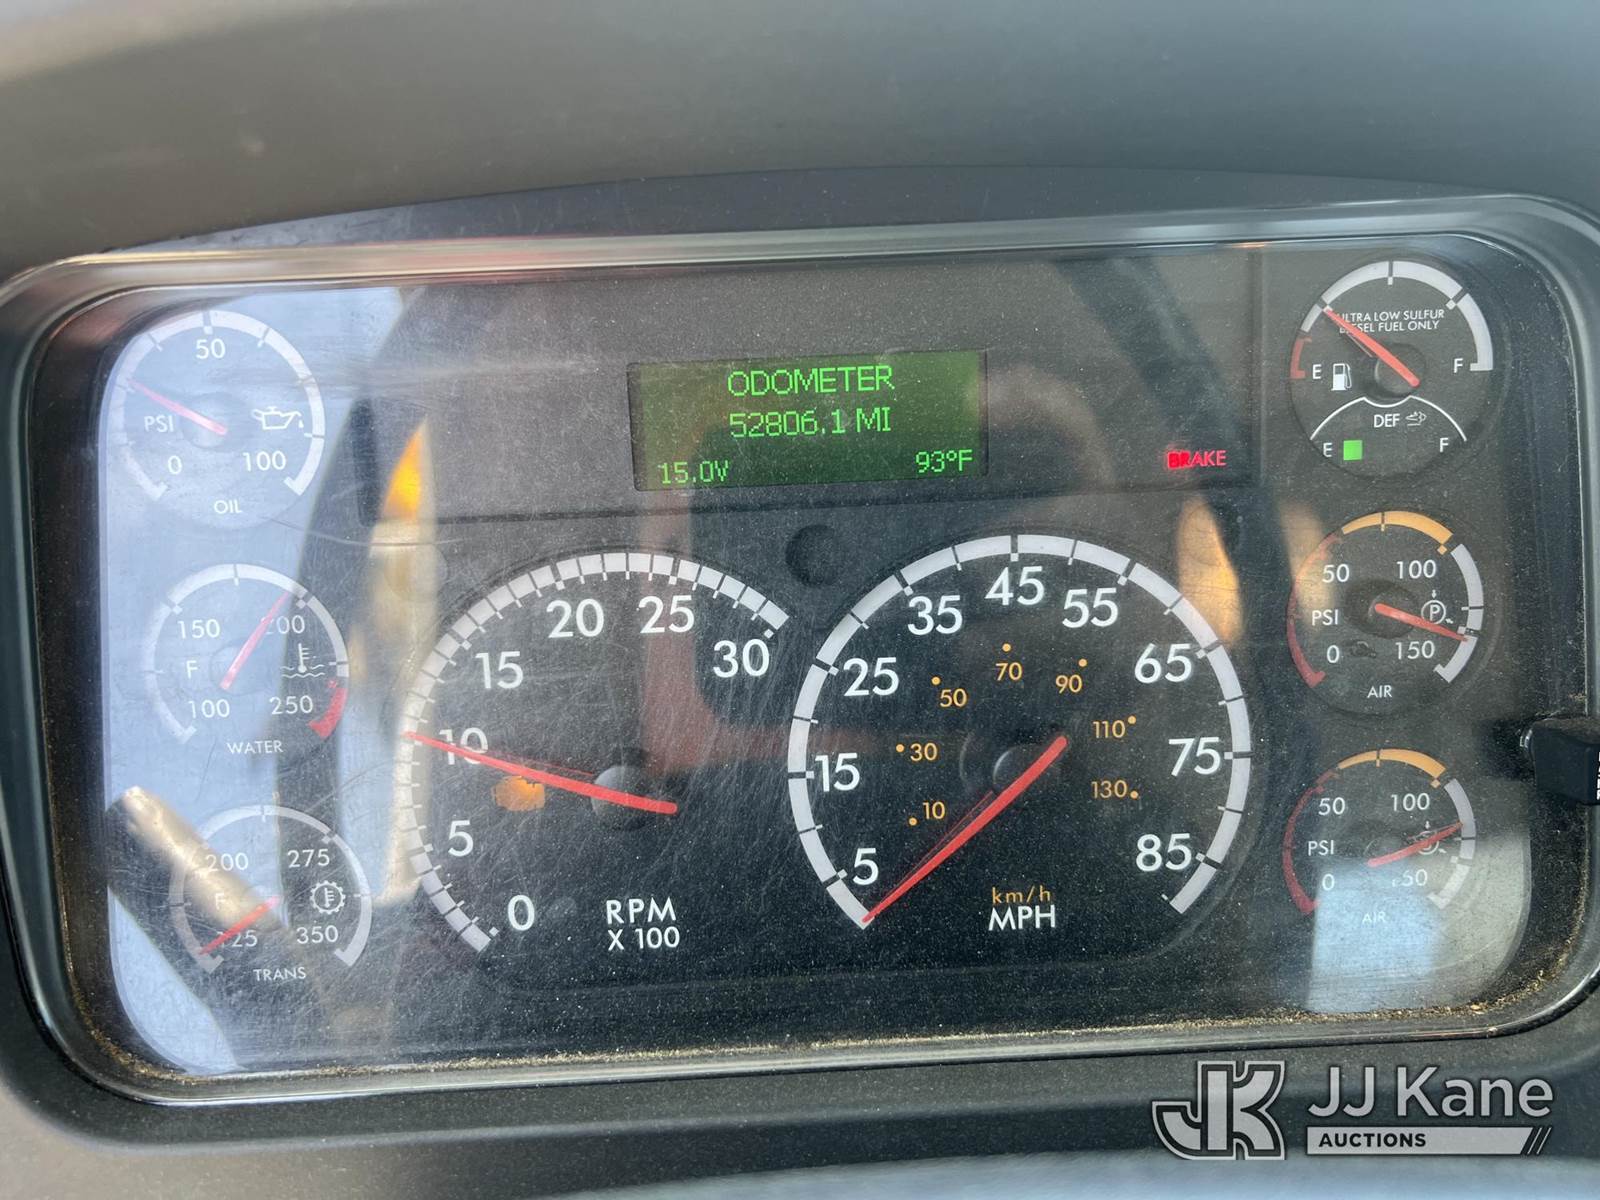 50
PSI
0
100
OIL
ODOMETER
52806.1 MI
15.0V
93°F
BRAKE
ULTRA LOW SULFUR
DIESEL FUEL ONLY
E
F
DEF
E
F
150
200
F
100
250
WATER
0
5
10
15
20
25
30
RPM
X 100
5
15
25
35
45
55
65
75
85
10
30
50
70
90
110
130
km/h
MPH
50
100
PSI
0
150
AIR
200
275
F
125
350
TRANS
50
100
PSI
0
150
AIR
JK
JJ Kane
AUCTIONS